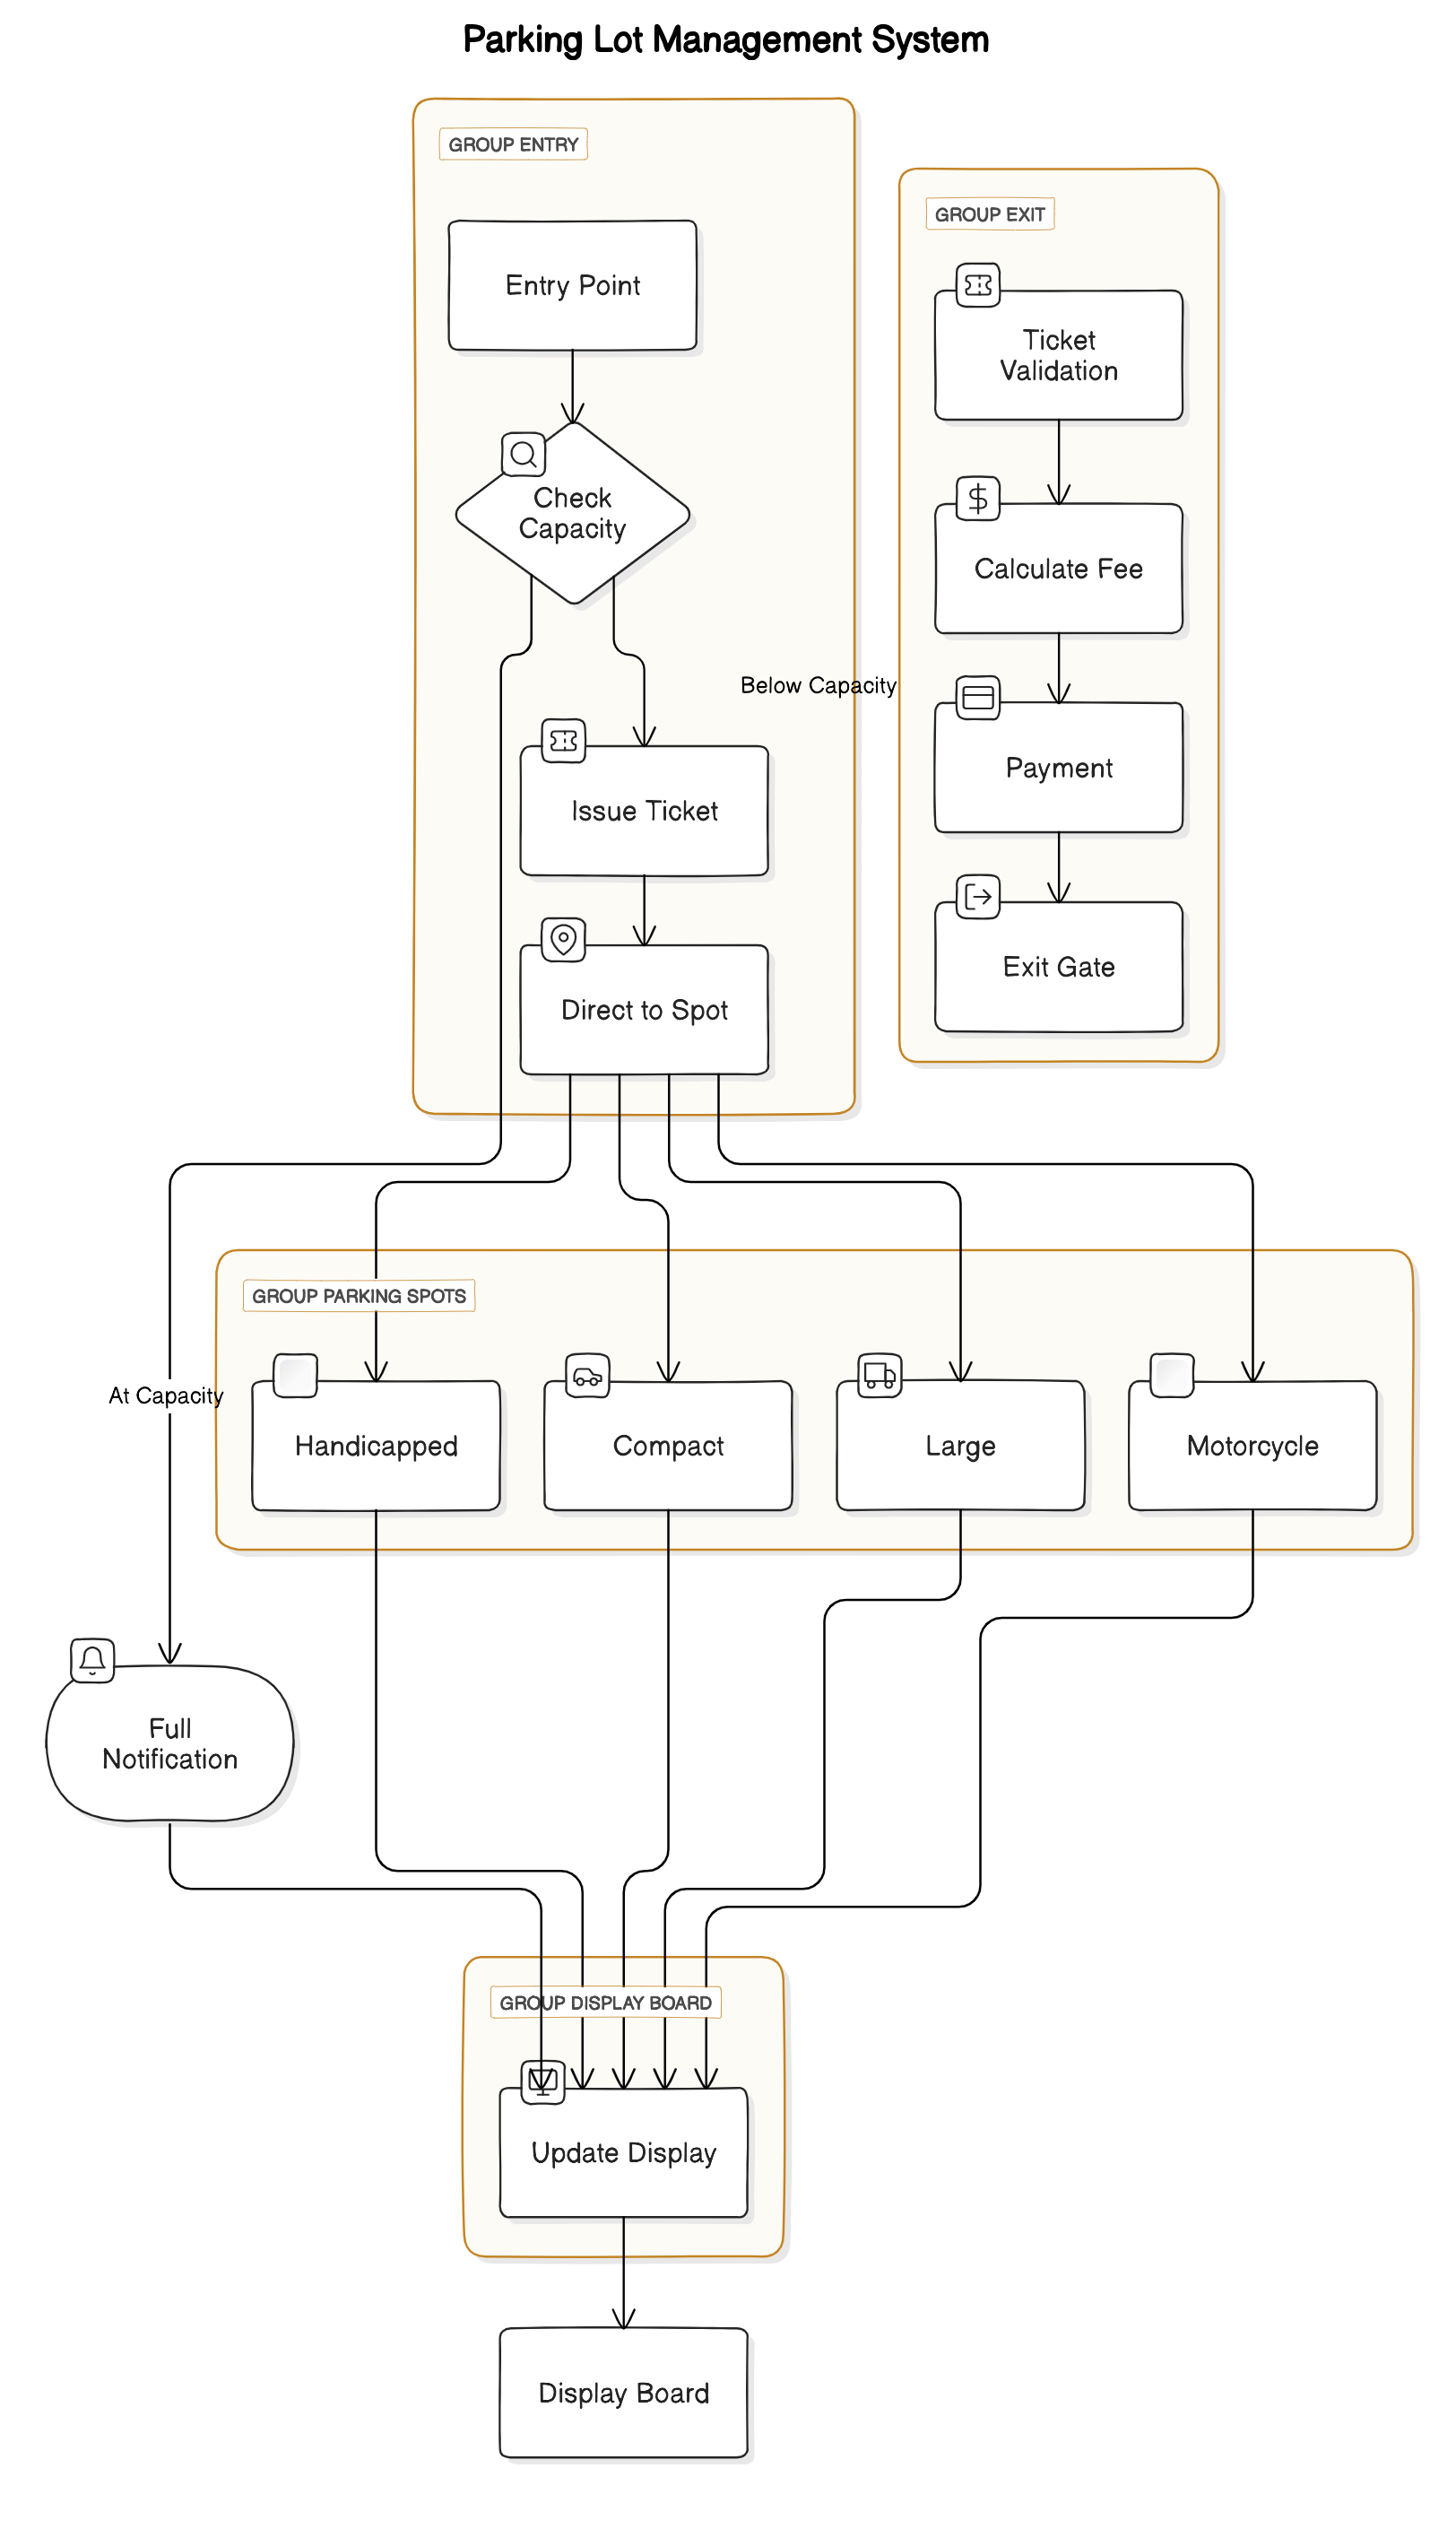 Parking Lot Management System
GROUP ENTRY
Entry Point
Check
Capacity
Below Capacity
Issue Ticket
Direct to Spot
GROUP EXIT
Ticket
Validation
Calculate Fee
Payment
Exit Gate
GROUP PARKING SPOTS
At Capacity
Handicapped
Compact
Large
Motorcycle
Full
Notification
GROUP DISPLAY BOARD
Update Display
Display Board